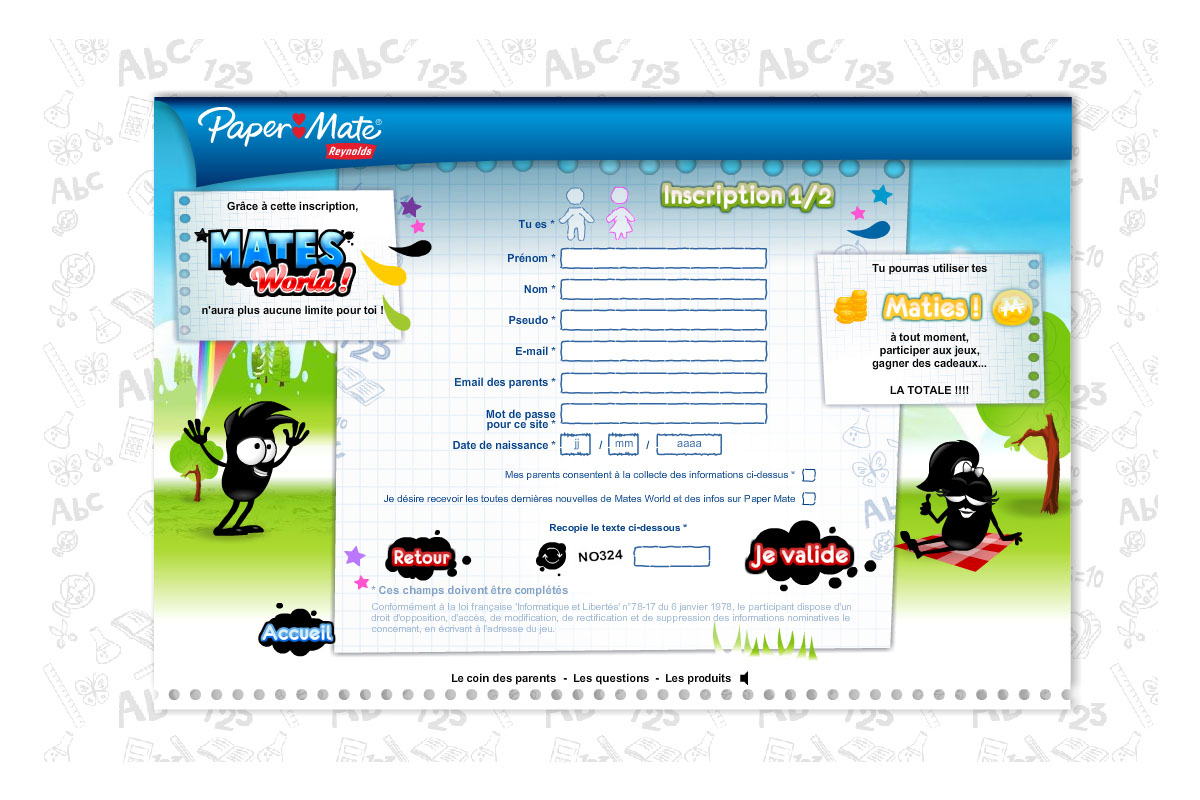 Paper Mate®
Reynolds
Grâce à cette inscription,
MATES
World !
n'aura plus aucune limite pour toi !
Inscription 1/2
Tu es *
Prénom *
Nom *
Pseudo *
E-mail *
Email des parents *
Mot de passe
pour ce site *
Date de naissance * jj / mm / aaaa
Mes parents consentent à la collecte des informations ci-dessus *
Je désire recevoir les toutes dernières nouvelles de Mates World et des infos sur Paper Mate
Recopie le texte ci-dessous *
NO324
Retour
Je valide
* Ces champs doivent être complétés
Conformément à la loi française 'Informatique et Libertés' n°78-17 du 6 janvier 1978, le participant dispose d'un
droit d'opposition, d'accès, de modification, de rectification et de suppression des informations nominatives le
concernant, en écrivant à l'adresse du jeu.
Tu pourras utiliser tes
Maties !
M
à tout moment,
participer aux jeux,
gagner des cadeaux...
LA TOTALE !!!!
Accueil
Le coin des parents - Les questions - Les produits
ABC 123